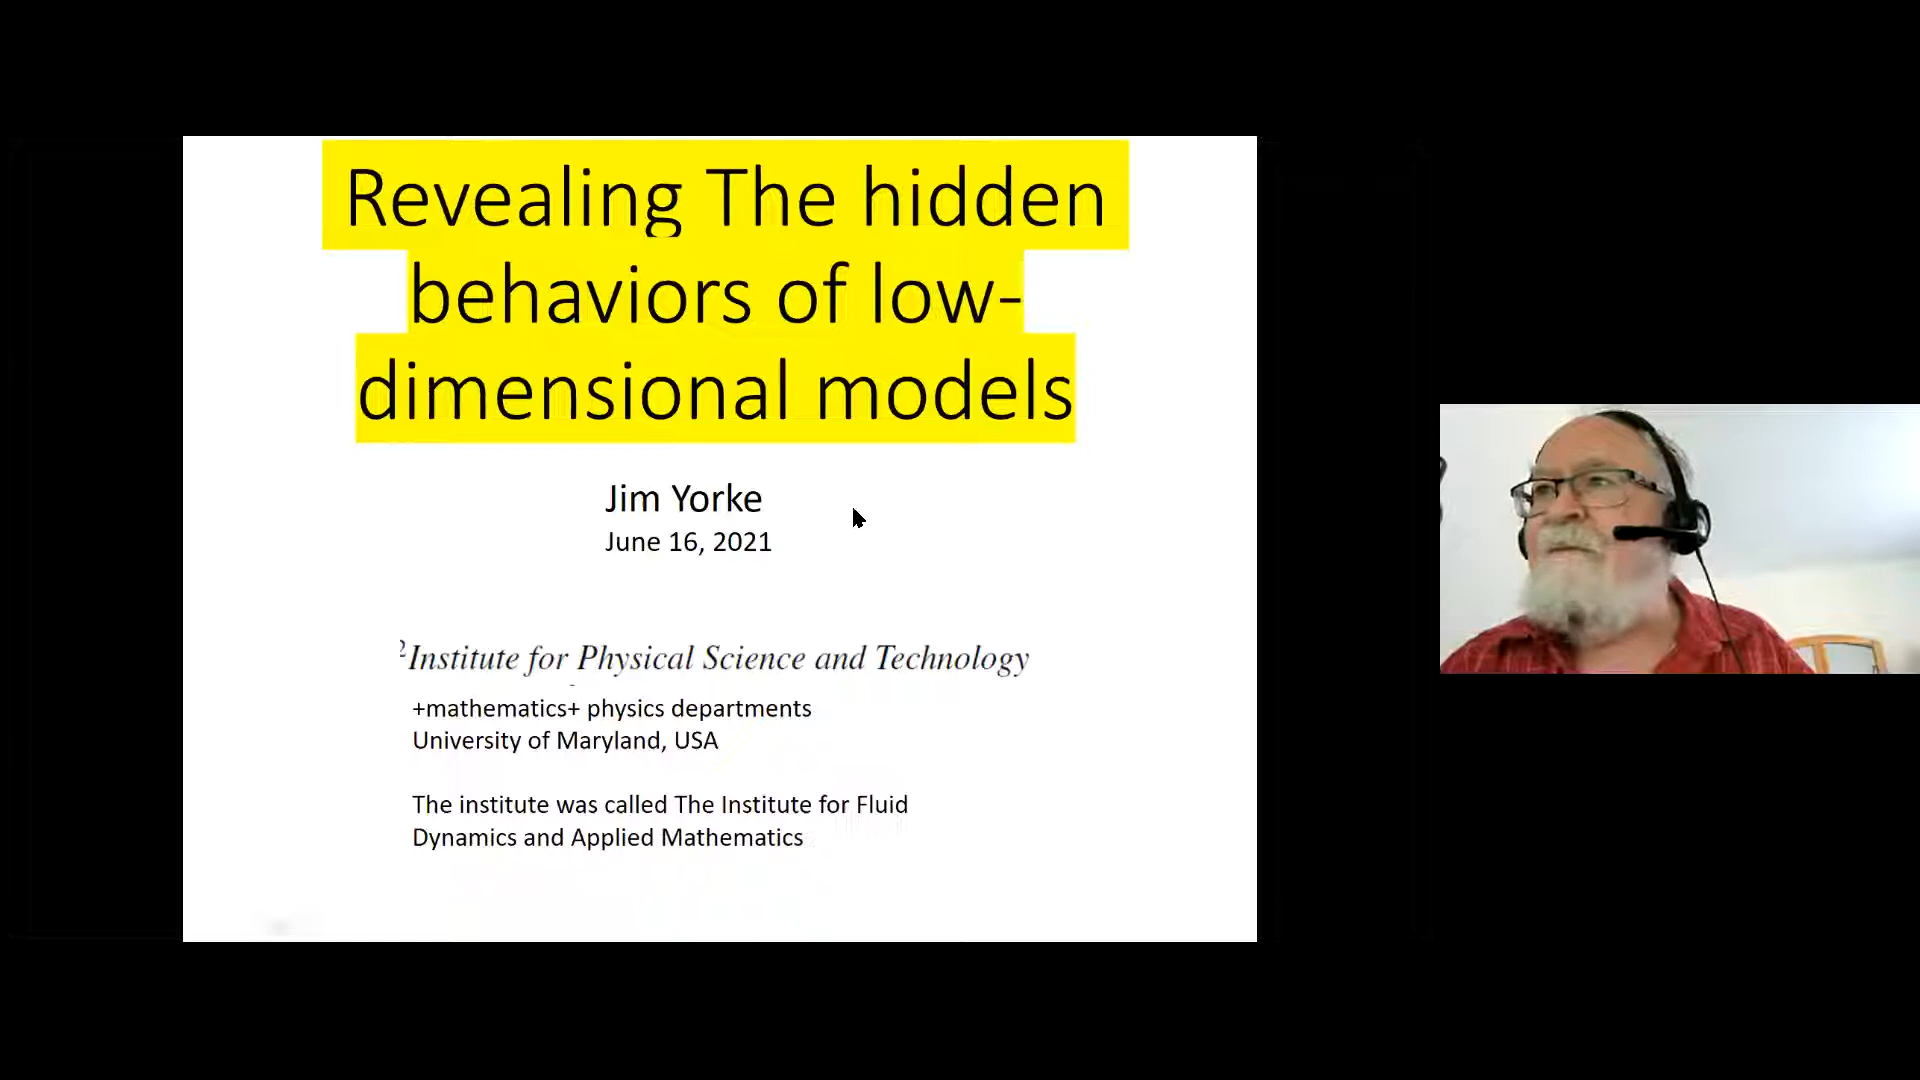 Revealing The hidden
behaviors of low-
dimensional models
Jim Yorke
June 16, 2021
²Institute for Physical Science and Technology
+mathematics+ physics departments
University of Maryland, USA
The institute was called The Institute for Fluid
Dynamics and Applied Mathematics